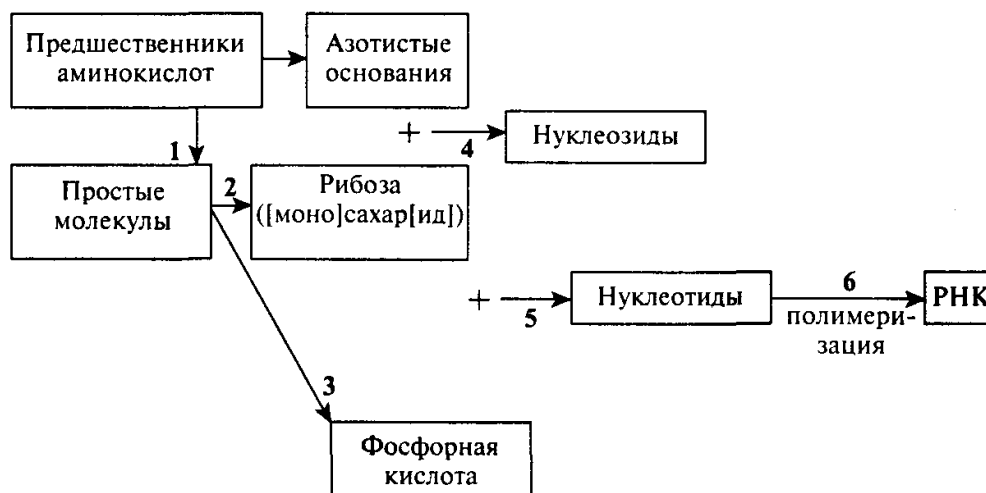 Предшественники
аминокислот
Азотистые
основания
1
+
4
Нуклеозиды
Простые
молекулы
2
Рибоза
([моно]сахар[ид])
+
5
Нуклеотиды
6
полимери-
зация
РНК
3
Фосфорная
кислота